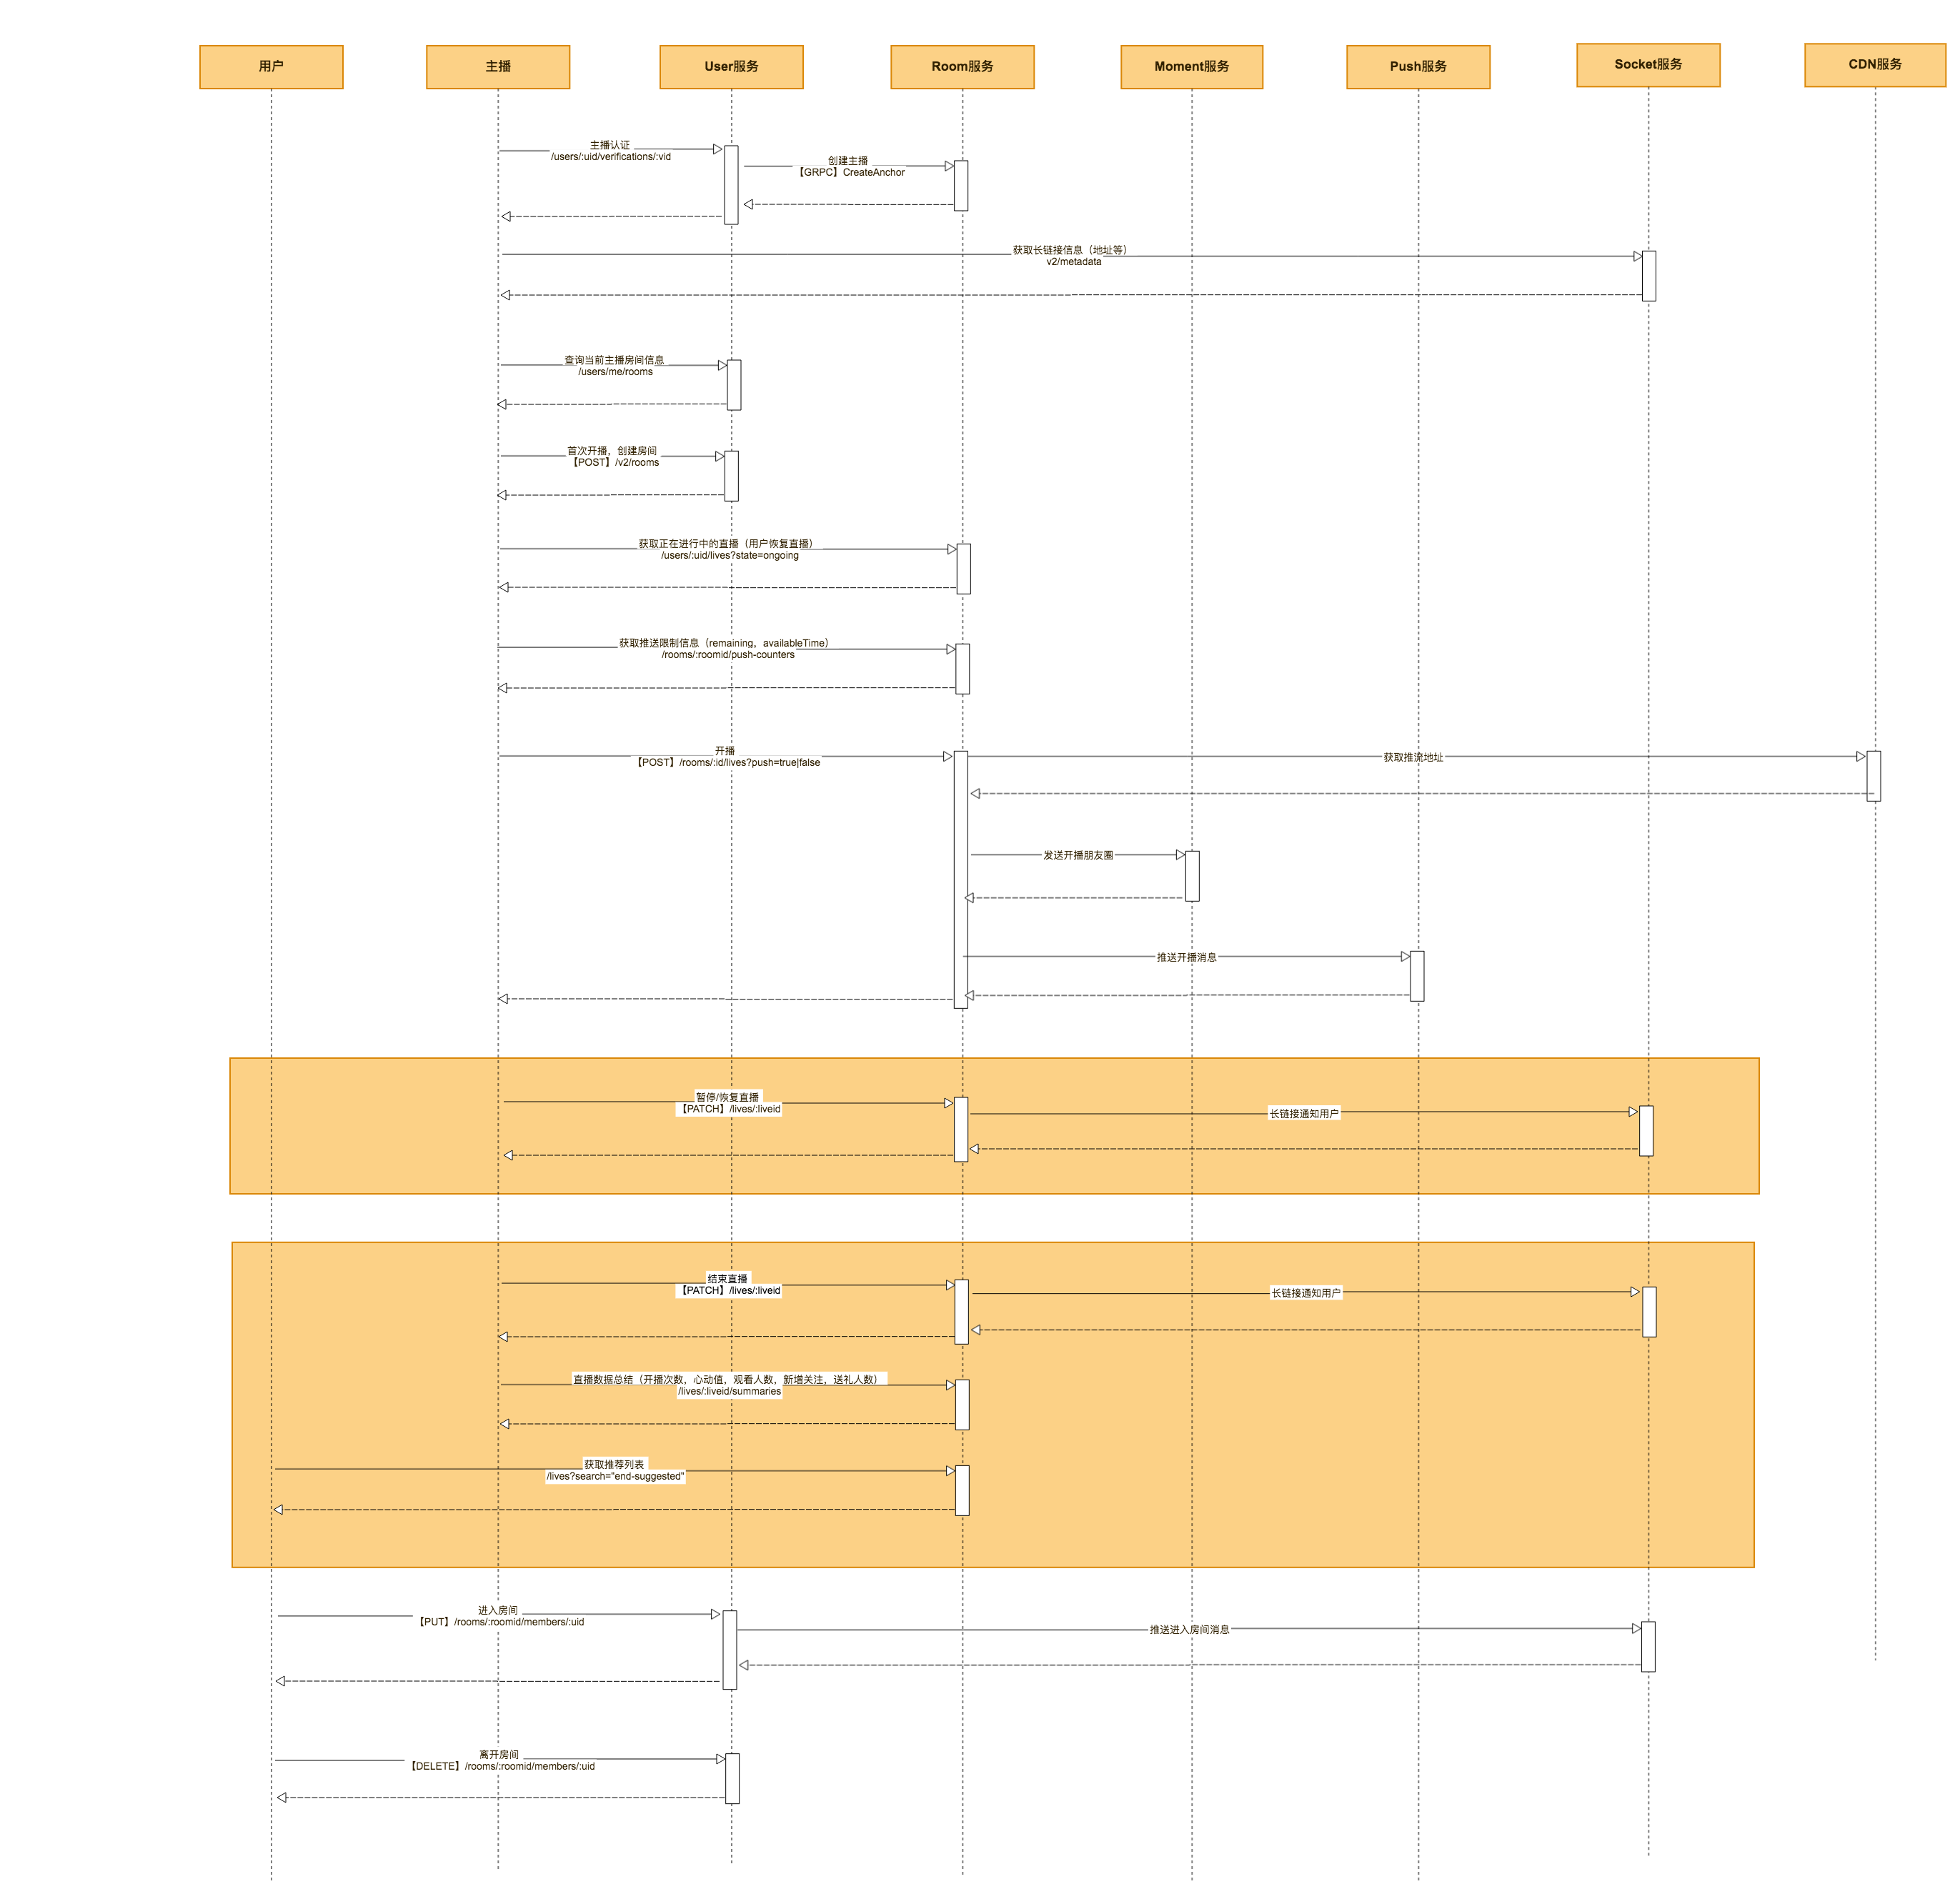 用户
主播
User服务
Room服务
Moment服务
Push服务
Socket服务
CDN服务
主播认证
/users/:uid/verifications/:vid
创建主播
【GRPC】CreateAnchor
获取长链接信息（地址等）
v2/metadata
查询当前主播房间信息
/users/me/rooms
首次开播，创建房间
【POST】/v2/rooms
获取正在进行中的直播（用户恢复直播）
/users/:uid/lives?state=ongoing
获取推送限制信息（remaining，availableTime）
/rooms/:roomid/push-counters
开播
【POST】/rooms/:id/lives?push=true|false
获取推流地址
发送开播朋友圈
推送开播消息
暂停/恢复直播
【PATCH】/lives/:liveid
长链接通知用户
结束直播
【PATCH】/lives/:liveid
长链接通知用户
直播数据总结（开播次数，心动值，观看人数，新增关注，送礼人数）
/lives/:liveid/summaries
获取推荐列表
/lives?search="end-suggested"
进入房间
【PUT】/rooms/:roomid/members/:uid
推送进入房间消息
离开房间
【DELETE】/rooms/:roomid/members/:uid